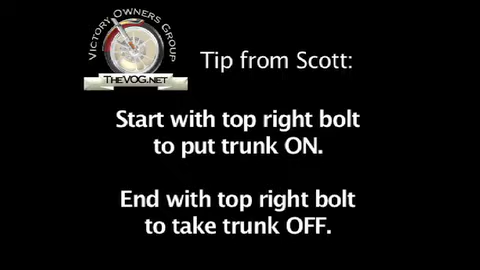 VICTORY OWNERS GROUP
THEVOG.NET
Tip from Scott:
Start with top right bolt
to put trunk ON.
End with top right bolt
to take trunk OFF.